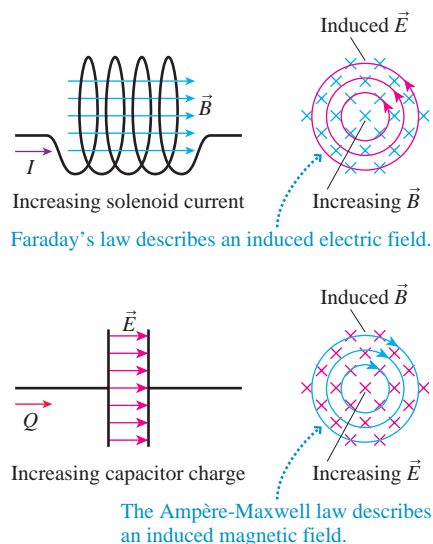 Induced E⃗
B⃗
I
Increasing solenoid current
Increasing B⃗
Faraday's law describes an induced electric field.
Induced B⃗
E⃗
Q
Increasing capacitor charge
Increasing E⃗
The Ampère-Maxwell law describes
an induced magnetic field.